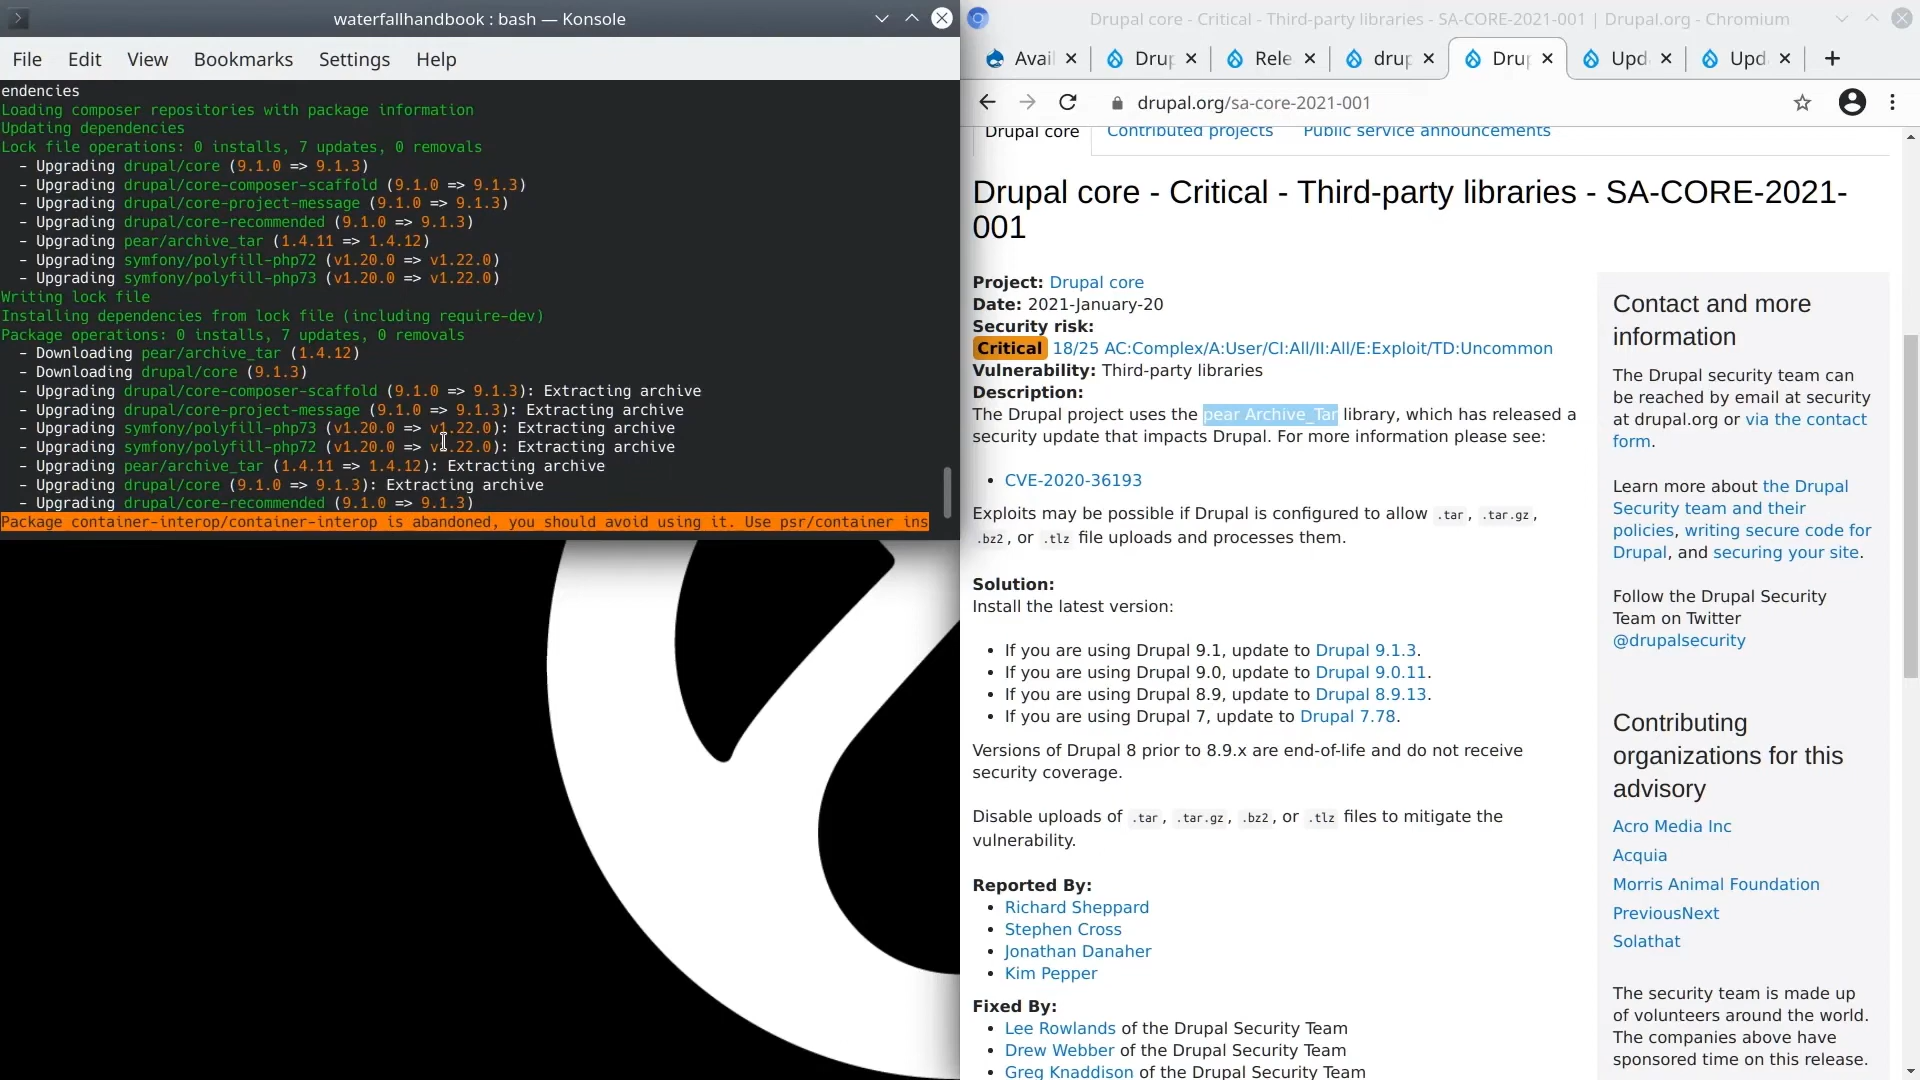 waterfallhandbook : bash — Konsole
File Edit View Bookmarks Settings Help
endencies
Loading composer repositories with package information
Updating dependencies
Lock file operations: 0 installs, 7 updates, 0 removals
- Upgrading drupal/core (9.1.0 => 9.1.3)
- Upgrading drupal/core-composer-scaffold (9.1.0 => 9.1.3)
- Upgrading drupal/core-project-message (9.1.0 => 9.1.3)
- Upgrading drupal/core-recommended (9.1.0 => 9.1.3)
- Upgrading pear/archive_tar (1.4.11 => 1.4.12)
- Upgrading symfony/polyfill-php72 (v1.20.0 => v1.22.0)
- Upgrading symfony/polyfill-php73 (v1.20.0 => v1.22.0)
Writing lock file
Installing dependencies from lock file (including require-dev)
Package operations: 0 installs, 7 updates, 0 removals
- Downloading pear/archive_tar (1.4.12)
- Downloading drupal/core (9.1.3)
- Upgrading drupal/core-composer-scaffold (9.1.0 => 9.1.3): Extracting archive
- Upgrading drupal/core-project-message (9.1.0 => 9.1.3): Extracting archive
- Upgrading symfony/polyfill-php73 (v1.20.0 => v1.22.0): Extracting archive
- Upgrading symfony/polyfill-php72 (v1.20.0 => v1.22.0): Extracting archive
- Upgrading pear/archive_tar (1.4.11 => 1.4.12): Extracting archive
- Upgrading drupal/core (9.1.0 => 9.1.3): Extracting archive
- Upgrading drupal/core-recommended (9.1.0 => 9.1.3)
Package container-interop/container-interop is abandoned, you should avoid using it. Use psr/container ins
Drupal core - Critical - Third-party libraries - SA-CORE-2021-001 | Drupal.org - Chromium
Avail Drup Rele drup Drup Upda Upd
drupal.org/sa-core-2021-001
Drupal core Contributed projects Public service announcements
Drupal core - Critical - Third-party libraries - SA-CORE-2021-
001
Project: Drupal core
Date: 2021-January-20
Security risk:
Critical 18/25 AC:Complex/A:User/CI:All/II:All/E:Exploit/TD:Uncommon
Vulnerability: Third-party libraries
Description:
The Drupal project uses the pear Archive_Tar library, which has released a
security update that impacts Drupal. For more information please see:
• CVE-2020-36193
Exploits may be possible if Drupal is configured to allow .tar, .tar.gz,
.bz2, or .tlz file uploads and processes them.
Solution:
Install the latest version:
• If you are using Drupal 9.1, update to Drupal 9.1.3.
• If you are using Drupal 9.0, update to Drupal 9.0.11.
• If you are using Drupal 8.9, update to Drupal 8.9.13.
• If you are using Drupal 7, update to Drupal 7.78.
Versions of Drupal 8 prior to 8.9.x are end-of-life and do not receive
security coverage.
Disable uploads of .tar, .tar.gz, .bz2, or .tlz files to mitigate the
vulnerability.
Reported By:
• Richard Sheppard
• Stephen Cross
• Jonathan Danaher
• Kim Pepper
Fixed By:
• Lee Rowlands of the Drupal Security Team
• Drew Webber of the Drupal Security Team
• Greg Knaddison of the Drupal Security Team
Contact and more
information
The Drupal security team can
be reached by email at security
at drupal.org or via the contact
form.
Learn more about the Drupal
Security team and their
policies, writing secure code for
Drupal, and securing your site.
Follow the Drupal Security
Team on Twitter
@drupalsecurity
Contributing
organizations for this
advisory
Acro Media Inc
Acquia
Morris Animal Foundation
PreviousNext
Solathat
The security team is made up
of volunteers around the world.
The companies above have
sponsored time on this release.